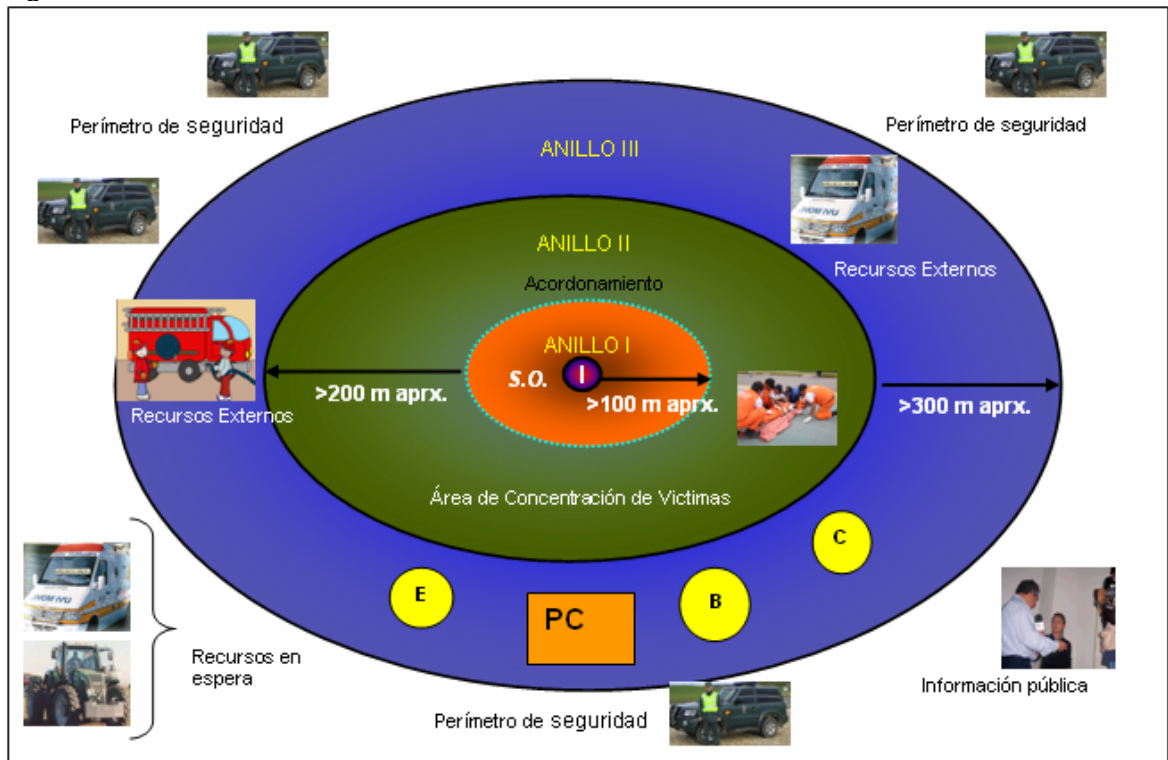 Perímetro de seguridad
Perímetro de seguridad
ANILLO III
ANILLO II
Recursos Externos
Acordonamiento
ANILLO I
S.O.
I
>200 m aprx.
>100 m aprx.
>300 m aprx.
Recursos Externos
Área de Concentración de Victimas
C
E
B
PC
Recursos en
espera
Información pública
Perímetro de seguridad